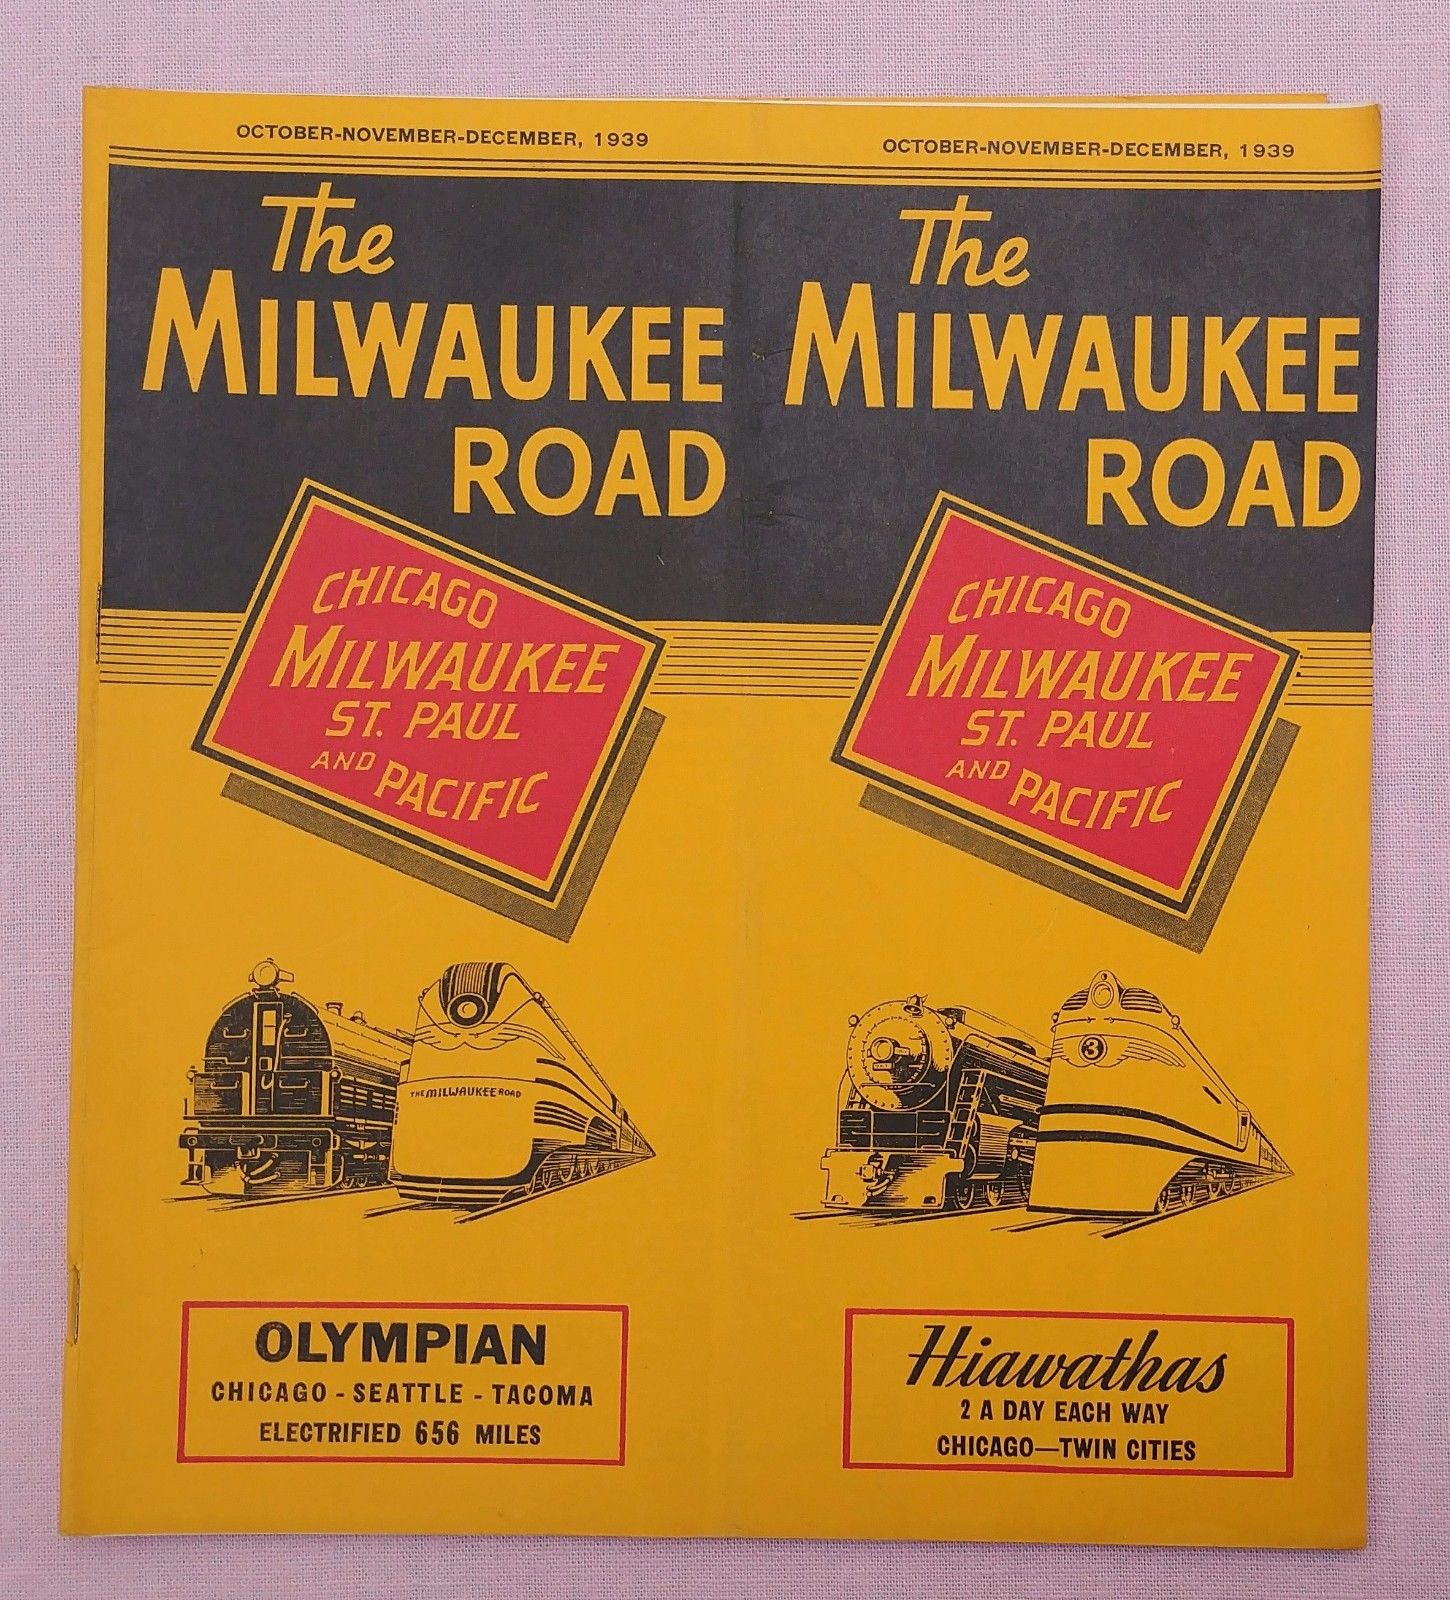 OCTOBER-NOVEMBER-DECEMBER, 1939
The
MILWAUKEE
ROAD
CHICAGO
MILWAUKEE
ST. PAUL
AND PACIFIC
THE MILWAUKEE ROAD
OLYMPIAN
CHICAGO - SEATTLE - TACOMA
ELECTRIFIED 656 MILES
OCTOBER-NOVEMBER-DECEMBER, 1939
The
MILWAUKEE
ROAD
CHICAGO
MILWAUKEE
ST. PAUL
AND PACIFIC
3
Hiawathas
2 A DAY EACH WAY
CHICAGO—TWIN CITIES